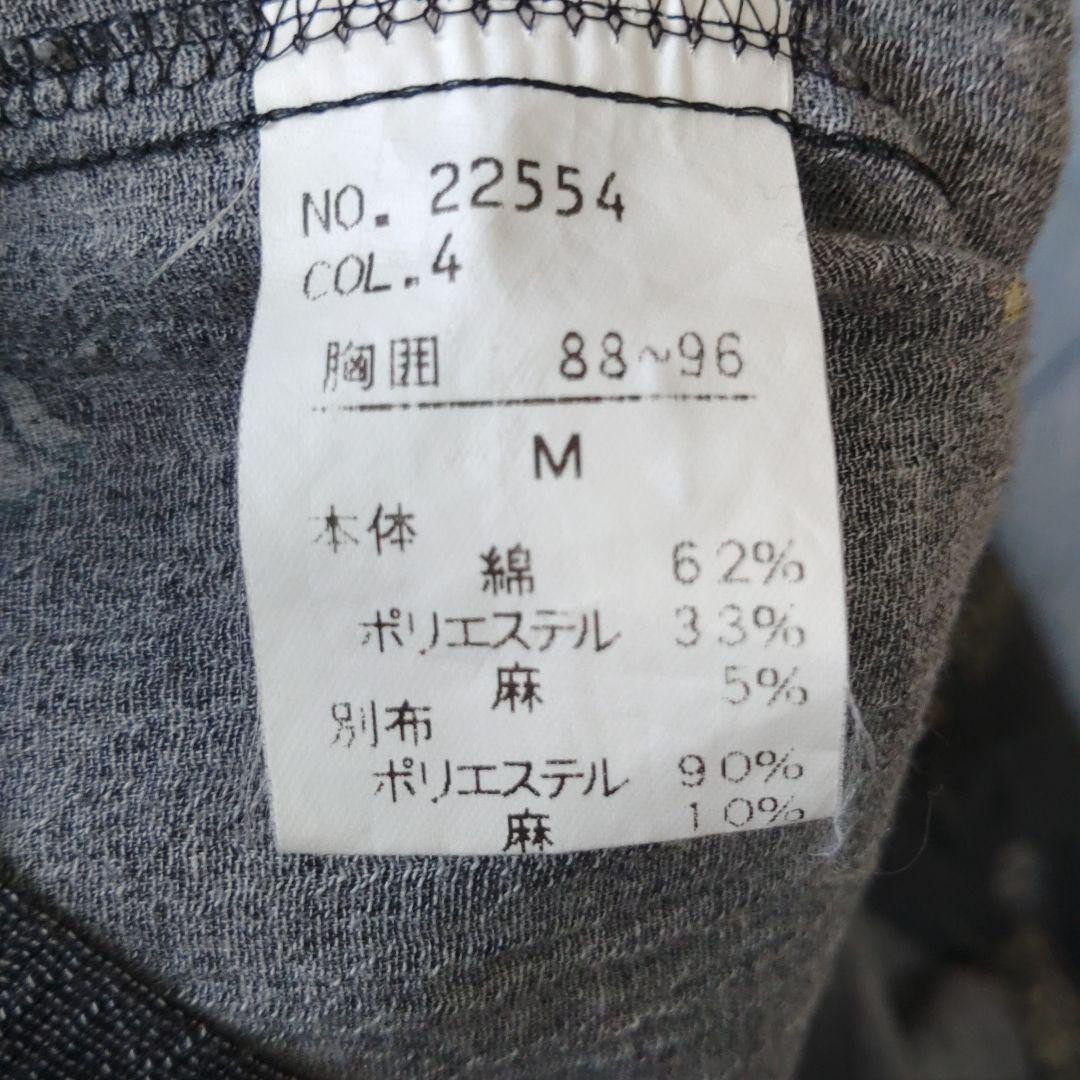 NO. 22554
COL.4
胸囲 88~96
M
本体
綿 62%
ポリエステル 33%
麻 5%
別布
ポリエステル 90%
麻 10%